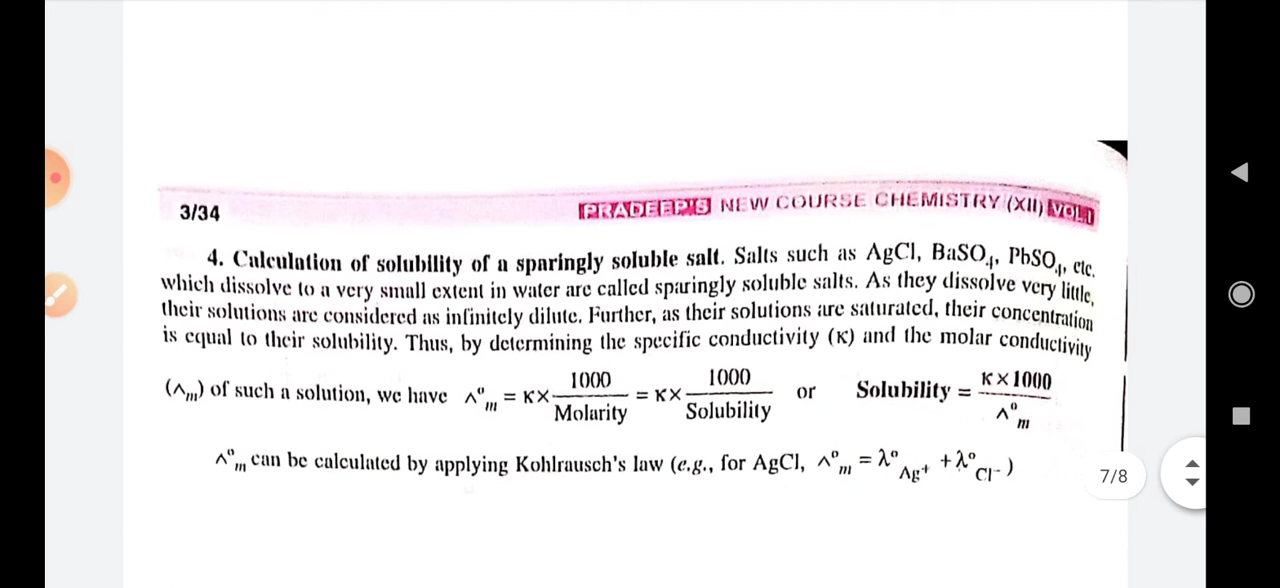 3/34 PRADEEP'S NEW COURSE CHEMISTRY (XII) VOL.I
4. Calculation of solubility of a sparingly soluble salt. Salts such as AgCl, BaSO₄, PbSO₄, etc.
which dissolve to a very small extent in water are called sparingly soluble salts. As they dissolve very little,
their solutions are considered as infinitely dilute. Further, as their solutions are saturated, their concentration
is equal to their solubility. Thus, by determining the specific conductivity (κ) and the molar conductivity
(^m) of such a solution, we have ^°m = κ× 1000/Molarity = κ× 1000/Solubility or Solubility = κ×1000/^°m
^°m can be calculated by applying Kohlrausch's law (e.g., for AgCl, ^°m = λ°Ag⁺ + λ°Cl⁻)
7/8